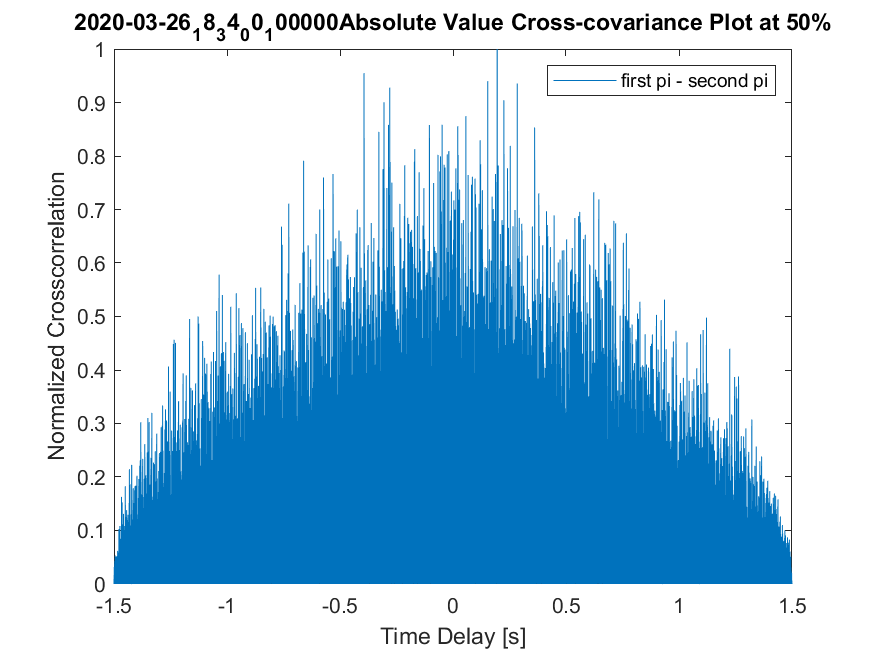 2020-03-26₁8₃4₀0₁00000Absolute Value Cross-covariance Plot at 50%
first pi - second pi
1
0.9
0.8
0.7
0.6
0.5
0.4
0.3
0.2
0.1
0
Normalized Crosscorrelation
-1.5 -1 -0.5 0 0.5 1 1.5
Time Delay [s]